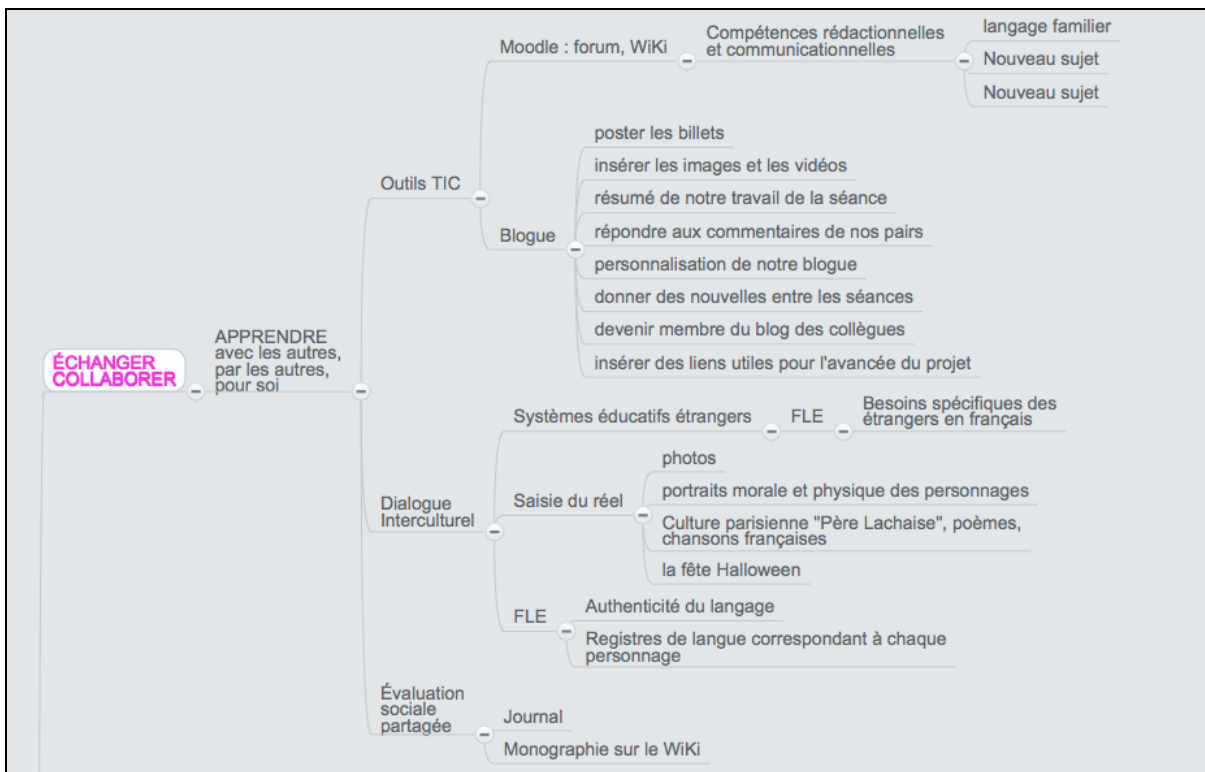 ÉCHANGER
COLLABORER
APPRENDRE
avec les autres,
par les autres,
pour soi
Outils TIC
Moodle : forum, WiKi
Compétences rédactionnelles
et communicationnelles
langage familier
Nouveau sujet
Nouveau sujet
Blogue
poster les billets
insérer les images et les vidéos
résumé de notre travail de la séance
répondre aux commentaires de nos pairs
personnalisation de notre blogue
donner des nouvelles entre les séances
devenir membre du blog des collègues
insérer des liens utiles pour l'avancée du projet
Dialogue
Interculturel
Systèmes éducatifs étrangers
FLE
Besoins spécifiques des
étrangers en français
Saisie du réel
photos
portraits morale et physique des personnages
Culture parisienne "Père Lachaise", poèmes,
chansons françaises
la fête Halloween
FLE
Authenticité du langage
Registres de langue correspondant à chaque
personnage
Évaluation
sociale
partagée
Journal
Monographie sur le WiKi